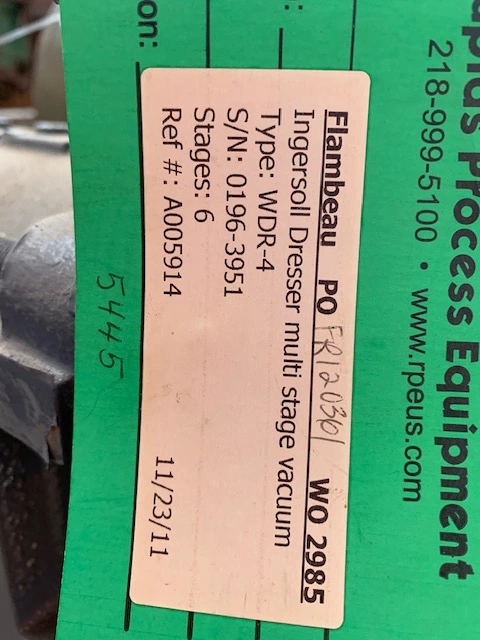 Process Equipment
218-999-5100 • www.rpeus.com
Flambeau PO FR120361 WO 2985
Ingersoll Dresser multi stage vacuum
Type: WDR-4
S/N: 0196-3951
Stages: 6
Ref #: A005914 11/23/11
on:
5445